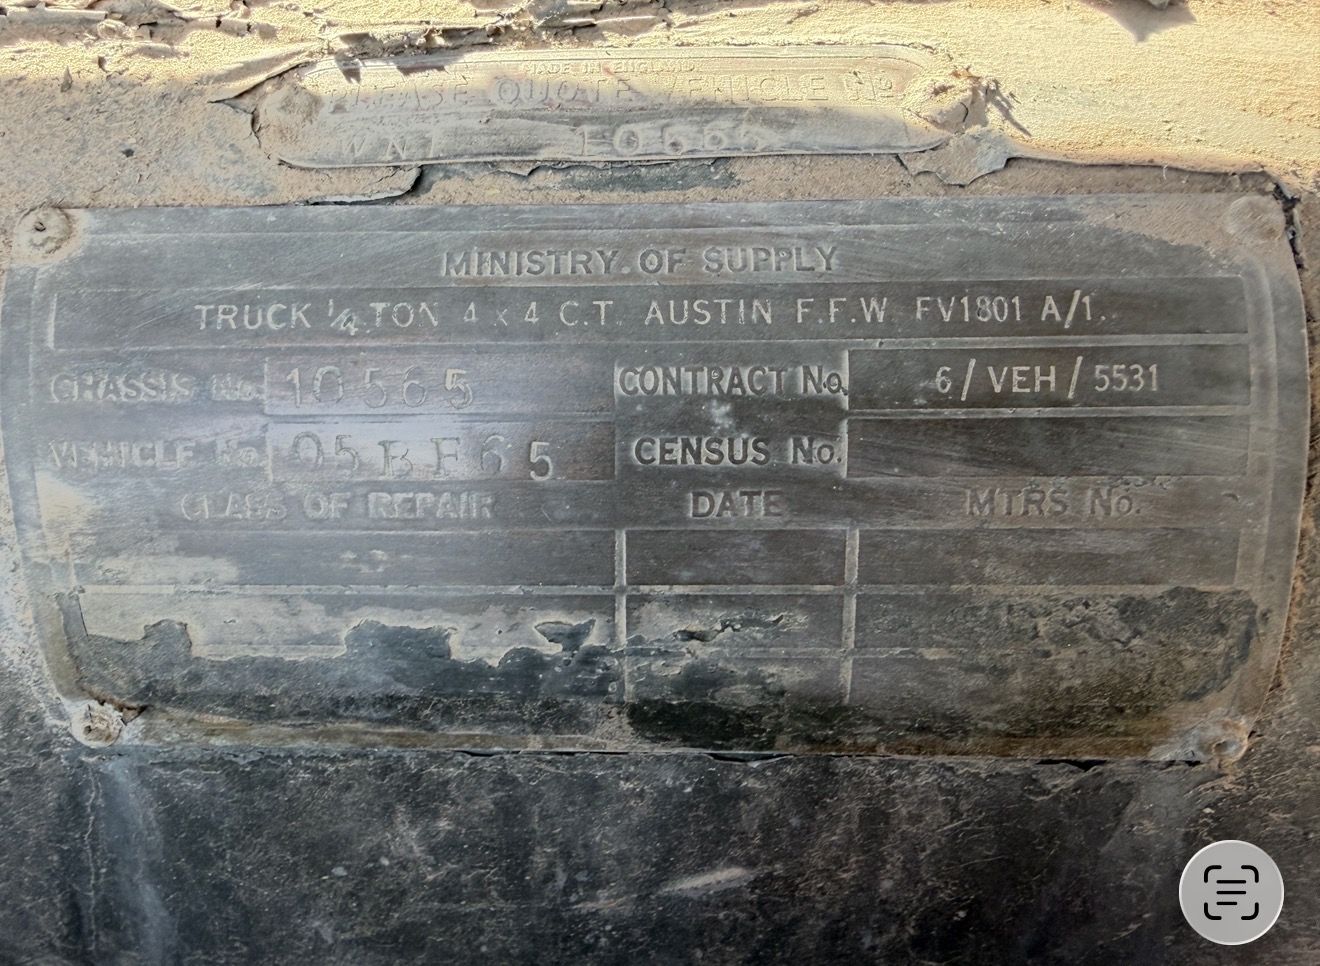 MADE IN ENGLAND
PLEASE QUOTE VEHICLE No
WN1 10565
MINISTRY OF SUPPLY
TRUCK 1/4 TON 4 x 4 C.T. AUSTIN F.F.W FV1801 A/1.
CHASSIS No. 10565 CONTRACT No. 6/VEH/5531
VEHICLE No. 05BF65 CENSUS No.
CLASS OF REPAIR DATE MTRS No.